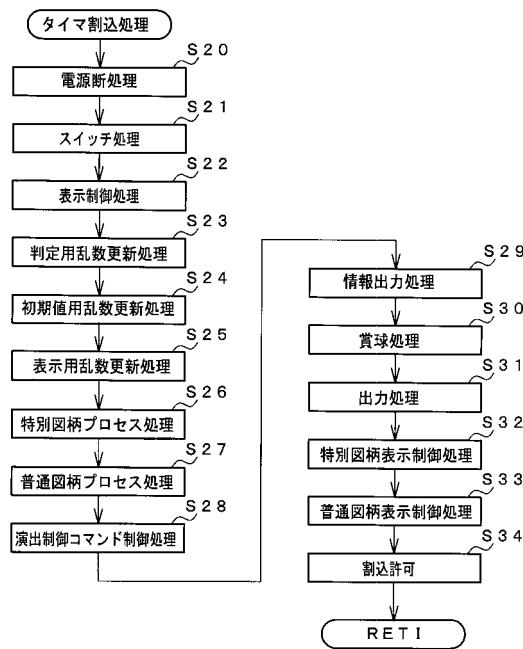 タイマ割込処理
S20
電源断処理
S21
スイッチ処理
S22
表示制御処理
S23
判定用乱数更新処理
S24
初期値用乱数更新処理
S25
表示用乱数更新処理
S26
特別図柄プロセス処理
S27
普通図柄プロセス処理
S28
演出制御コマンド制御処理
S29
情報出力処理
S30
賞球処理
S31
出力処理
S32
特別図柄表示制御処理
S33
普通図柄表示制御処理
S34
割込許可
RETI